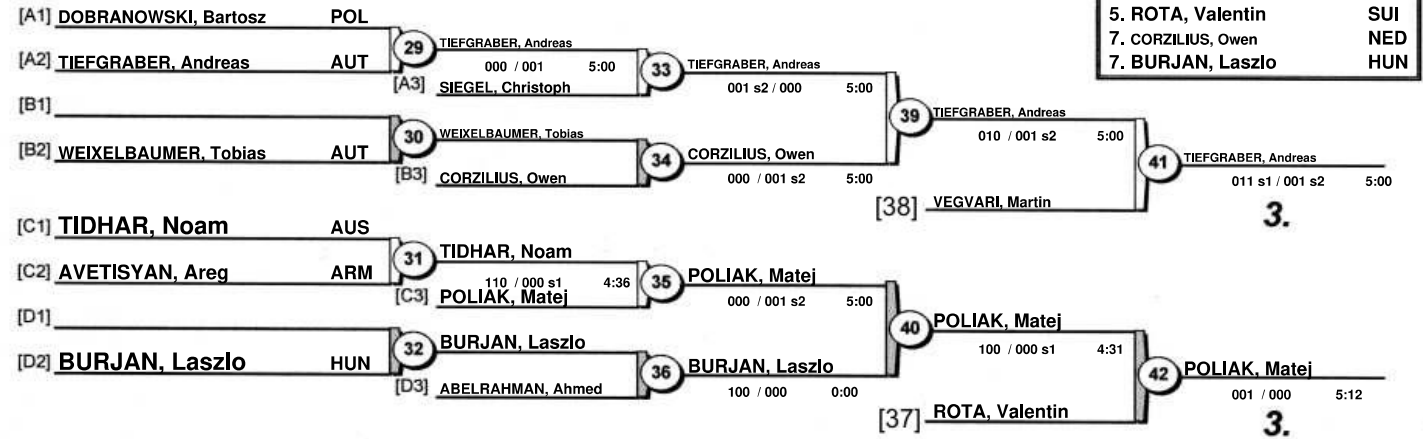 [A1] DOBRANOWSKI, Bartosz POL
5. ROTA, Valentin SUI
7. CORZILIUS, Owen NED
7. BURJAN, Laszlo HUN
29 TIEFGRABER, Andreas
[A2] TIEFGRABER, Andreas AUT
000 / 001 5:00
33 TIEFGRABER, Andreas
[A3] SIEGEL, Christoph
001 s2 / 000 5:00
[B1]
39 TIEFGRABER, Andreas
30 WEIXELBAUMER, Tobias
010 / 001 s2 5:00
[B2] WEIXELBAUMER, Tobias AUT
34 CORZILIUS, Owen
41 TIEFGRABER, Andreas
[B3] CORZILIUS, Owen
000 / 001 s2 5:00
011 s1 / 001 s2 5:00
[38] VEGVARI, Martin
3.
[C1] TIDHAR, Noam AUS
31 TIDHAR, Noam
[C2] AVETISYAN, Areg ARM
110 / 000 s1 4:36
35 POLIAK, Matej
[C3] POLIAK, Matej
000 / 001 s2 5:00
[D1]
40 POLIAK, Matej
32 BURJAN, Laszlo
100 / 000 s1 4:31
[D2] BURJAN, Laszlo HUN
36 BURJAN, Laszlo
42 POLIAK, Matej
[D3] ABELRAHMAN, Ahmed
100 / 000 0:00
001 / 000 5:12
[37] ROTA, Valentin
3.